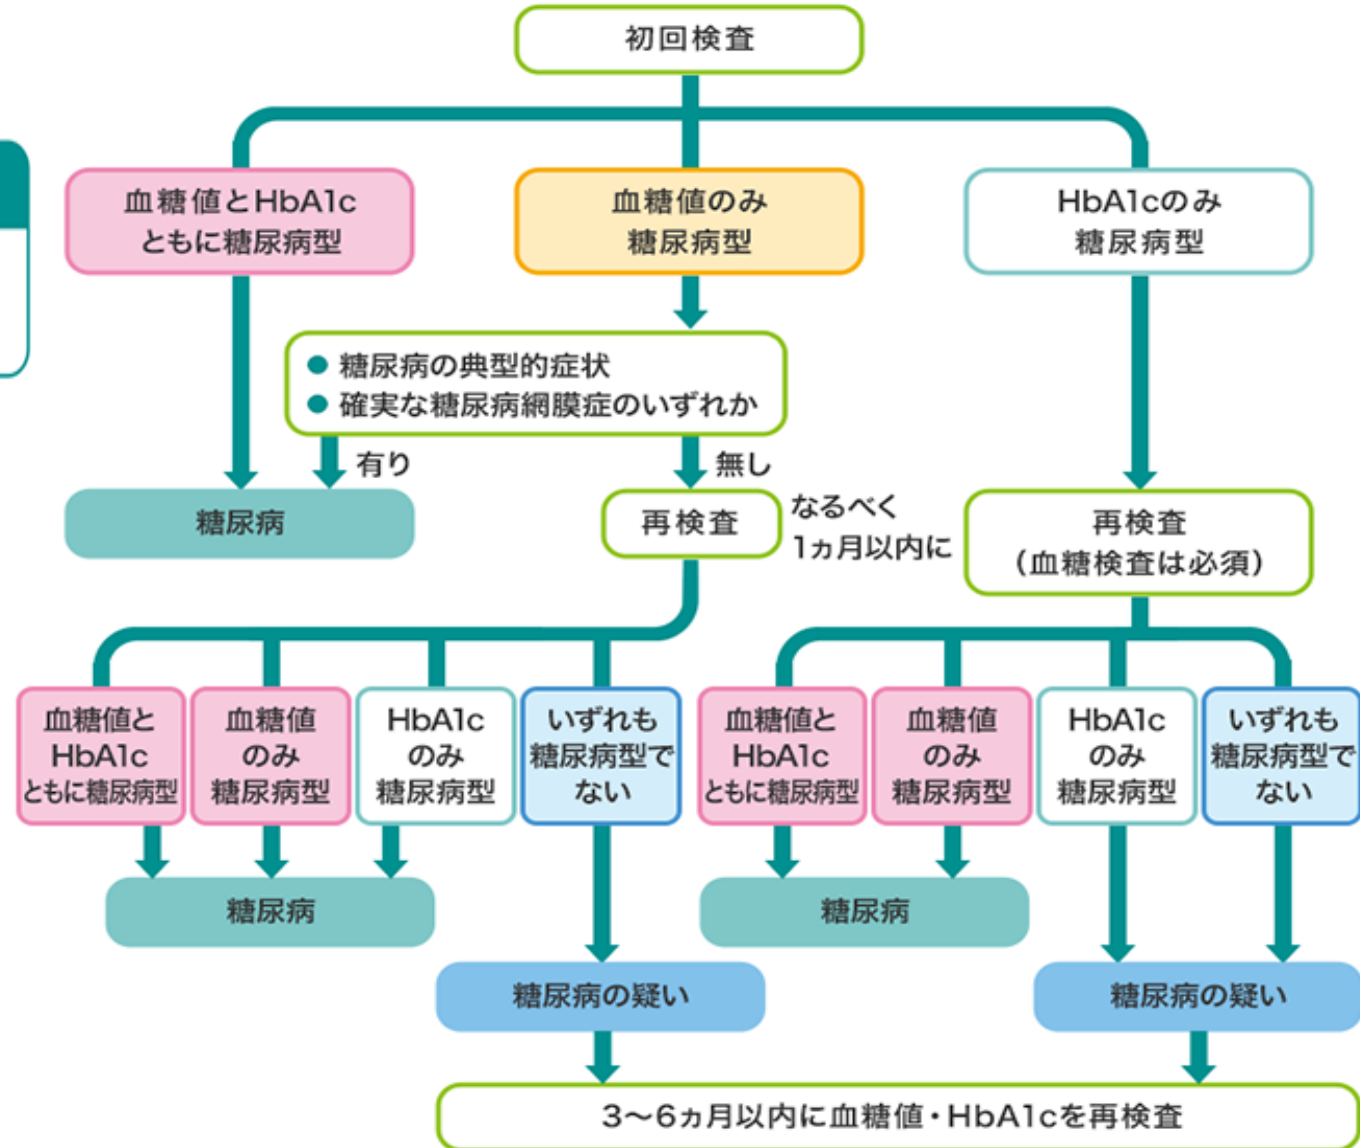 初回検査
血糖値とHbA1c
ともに糖尿病型
血糖値のみ
糖尿病型
HbA1cのみ
糖尿病型
● 糖尿病の典型的症状
● 確実な糖尿病網膜症のいずれか
有り
無し
糖尿病
再検査
なるべく
1ヵ月以内に
再検査
（血糖検査は必須）
血糖値と
HbA1c
ともに糖尿病型
血糖値
のみ
糖尿病型
HbA1c
のみ
糖尿病型
いずれも
糖尿病型で
ない
血糖値と
HbA1c
ともに糖尿病型
血糖値
のみ
糖尿病型
HbA1c
のみ
糖尿病型
いずれも
糖尿病型で
ない
糖尿病
糖尿病
糖尿病の疑い
糖尿病の疑い
3～6ヵ月以内に血糖値・HbA1cを再検査